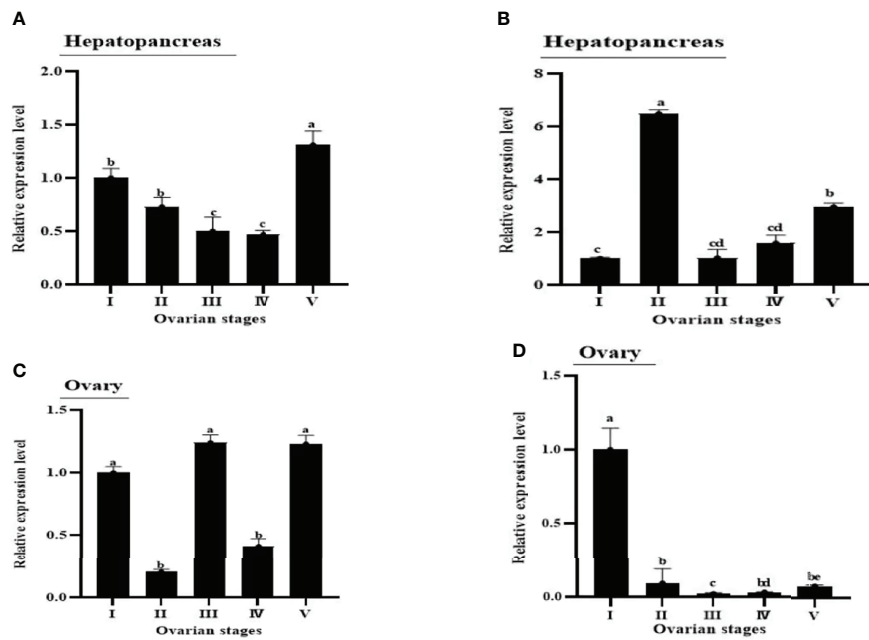 A
Hepatopancreas
Relative expression level
2.0
1.5
1.0
0.5
0.0
b
b
c
c
a
I II III IV V
Ovarian stages
B
Hepatopancreas
Relative expression level
8
6
4
2
0
c
a
cd
cd
b
I II III IV V
Ovarian stages
C
Ovary
Relative expression level
1.5
1.0
0.5
0.0
a
b
a
b
a
I II III IV V
Ovarian stages
D
Ovary
Relative expression level
1.5
1.0
0.5
0.0
a
b
c
bd
be
I II III IV V
Ovarian stages